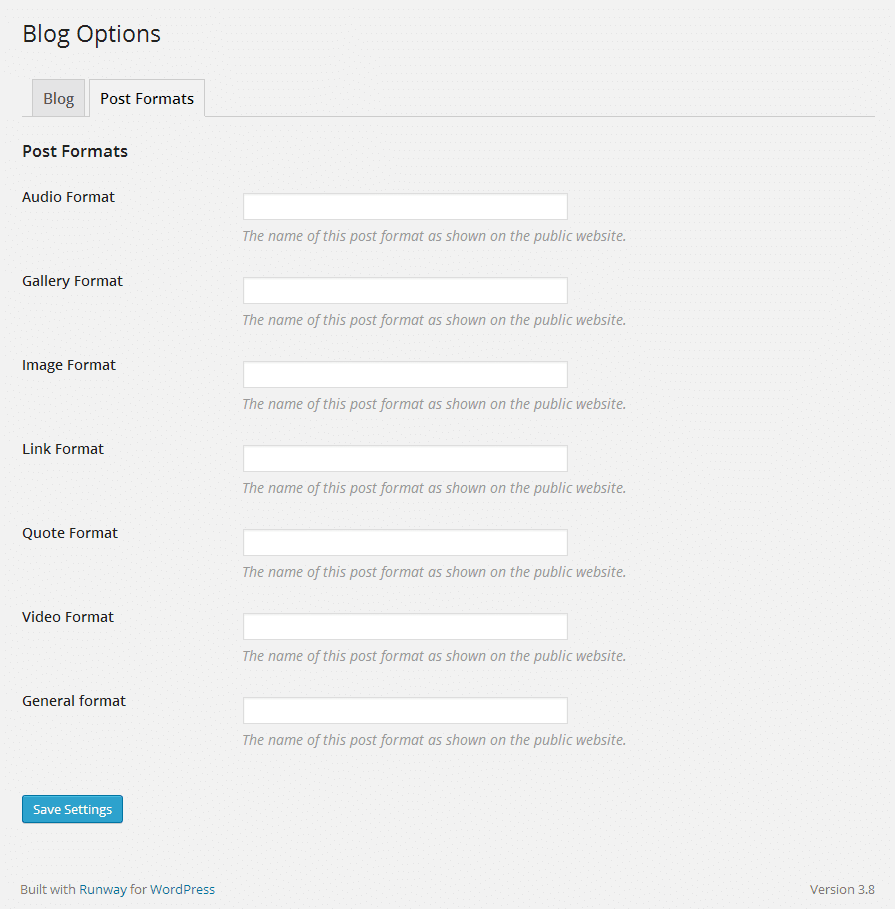 Blog Options
Blog Post Formats
Post Formats
Audio Format
The name of this post format as shown on the public website.
Gallery Format
The name of this post format as shown on the public website.
Image Format
The name of this post format as shown on the public website.
Link Format
The name of this post format as shown on the public website.
Quote Format
The name of this post format as shown on the public website.
Video Format
The name of this post format as shown on the public website.
General format
The name of this post format as shown on the public website.
Save Settings
Built with Runway for WordPress Version 3.8